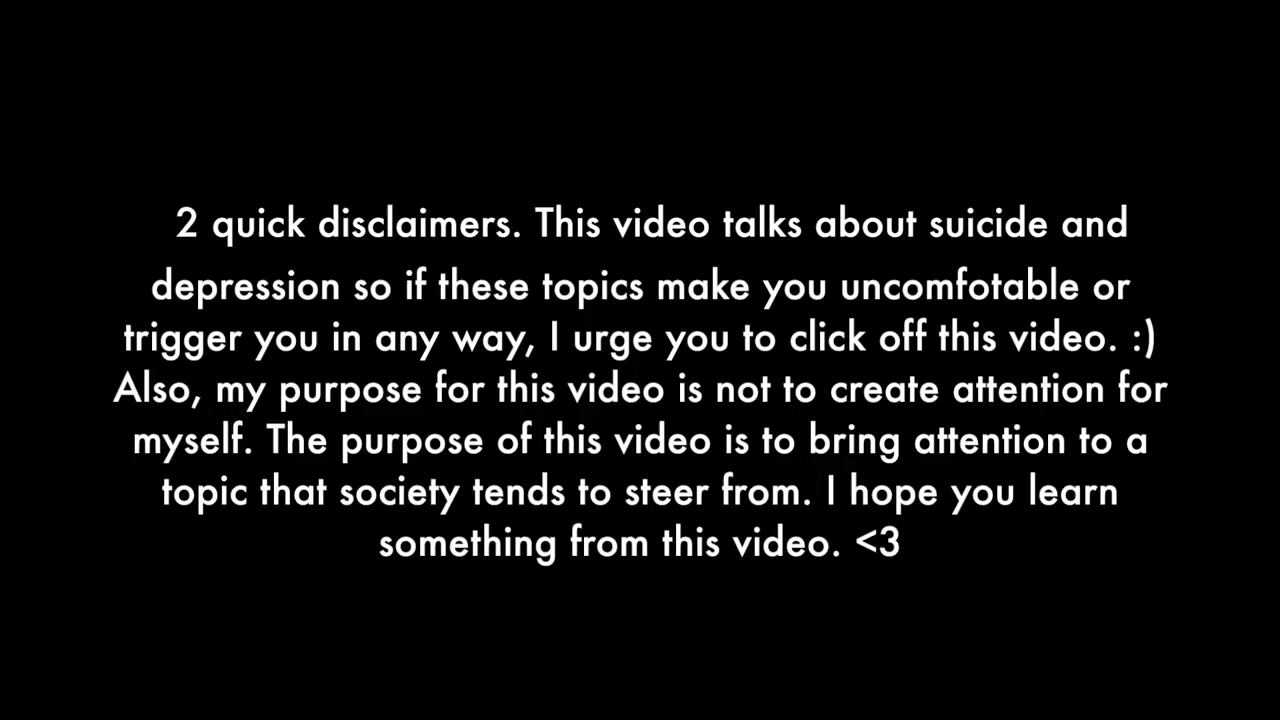 2 quick disclaimers. This video talks about suicide and
depression so if these topics make you uncomfotable or
trigger you in any way, I urge you to click off this video. :)
Also, my purpose for this video is not to create attention for
myself. The purpose of this video is to bring attention to a
topic that society tends to steer from. I hope you learn
something from this video. <3